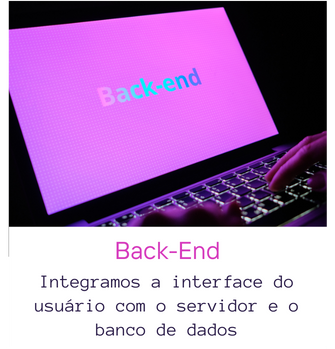 Back-end
Back-End
Integramos a interface do
usuário com o servidor e o
banco de dados